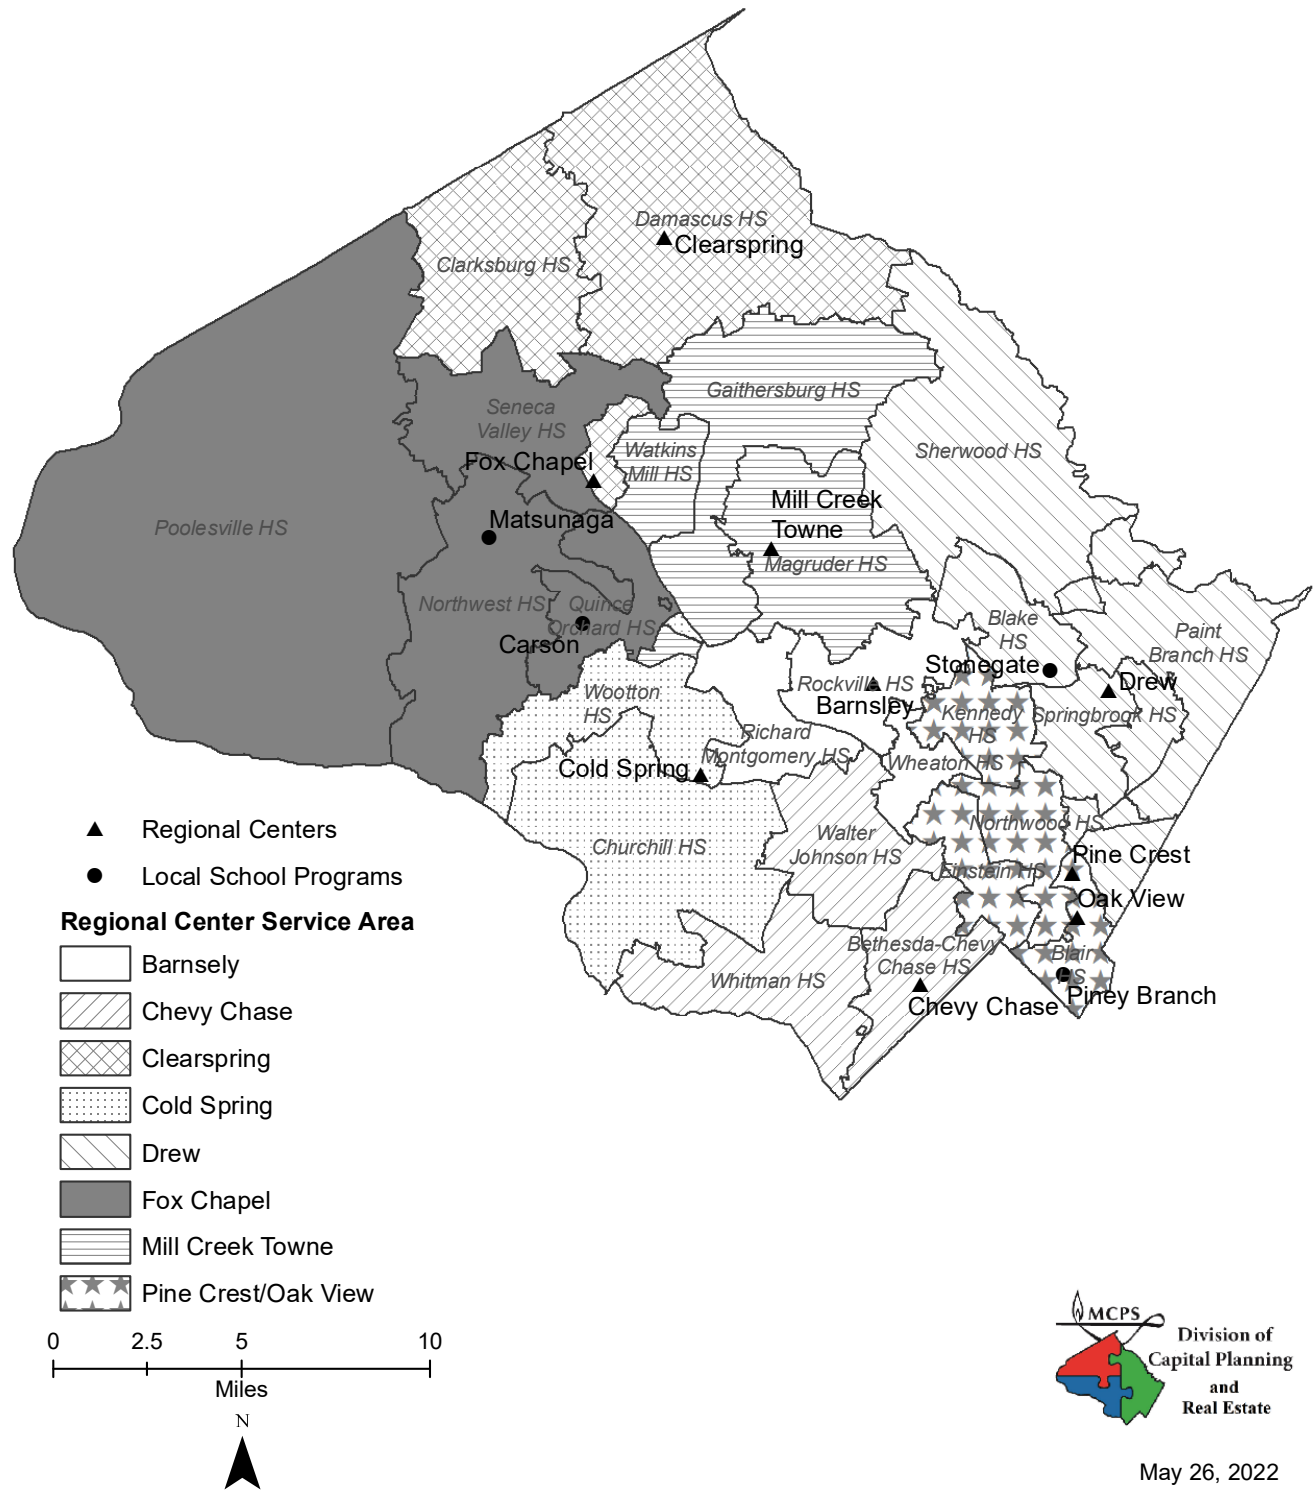 Damascus HS
Clearspring
Clarksburg HS
Gaithersburg HS
Seneca
Valley HS
Sherwood HS
Watkins
Mill HS
Fox Chapel
Mill Creek
Towne
Matsunaga
Poolesville HS
Magruder HS
Northwest HS
Quince
Orchard HS
Carson
Blake
HS
Paint
Branch HS
Stonegate
Drew
Rockville HS
Barnsley
Wootton
HS
Kennedy
HS
Springbrook HS
Richard
Montgomery HS
Wheaton HS
Cold Spring
Northwood HS
Walter
Johnson HS
Churchill HS
Pine Crest
Einstein HS
Oak View
Bethesda-Chevy
Chase HS
Blair
HS
Whitman HS
Chevy Chase
Piney Branch
Regional Centers
Local School Programs
Regional Center Service Area
Barnsely
Chevy Chase
Clearspring
Cold Spring
Drew
Fox Chapel
Mill Creek Towne
Pine Crest/Oak View
0 2.5 5 10
Miles
N
MCPS
Division of
Capital Planning
and
Real Estate
May 26, 2022